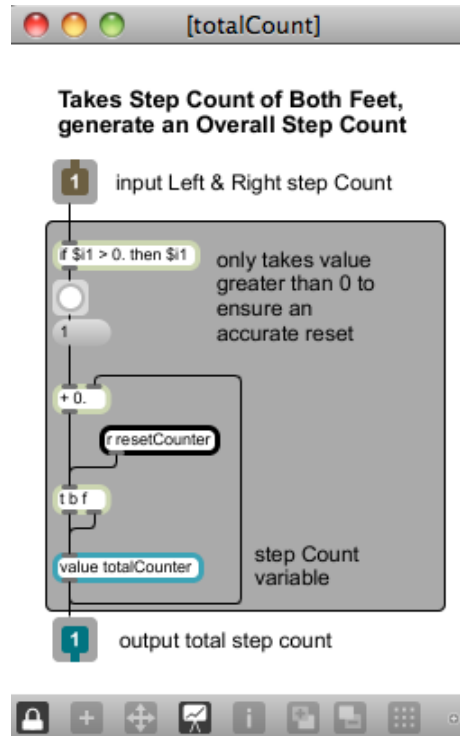 [totalCount]
Takes Step Count of Both Feet,
generate an Overall Step Count
1
input Left & Right step Count
if $i1 > 0. then $i1
only takes value
greater than 0 to
ensure an
accurate reset
1
+ 0.
r resetCounter
t b f
value totalCounter
step Count
variable
1
output total step count